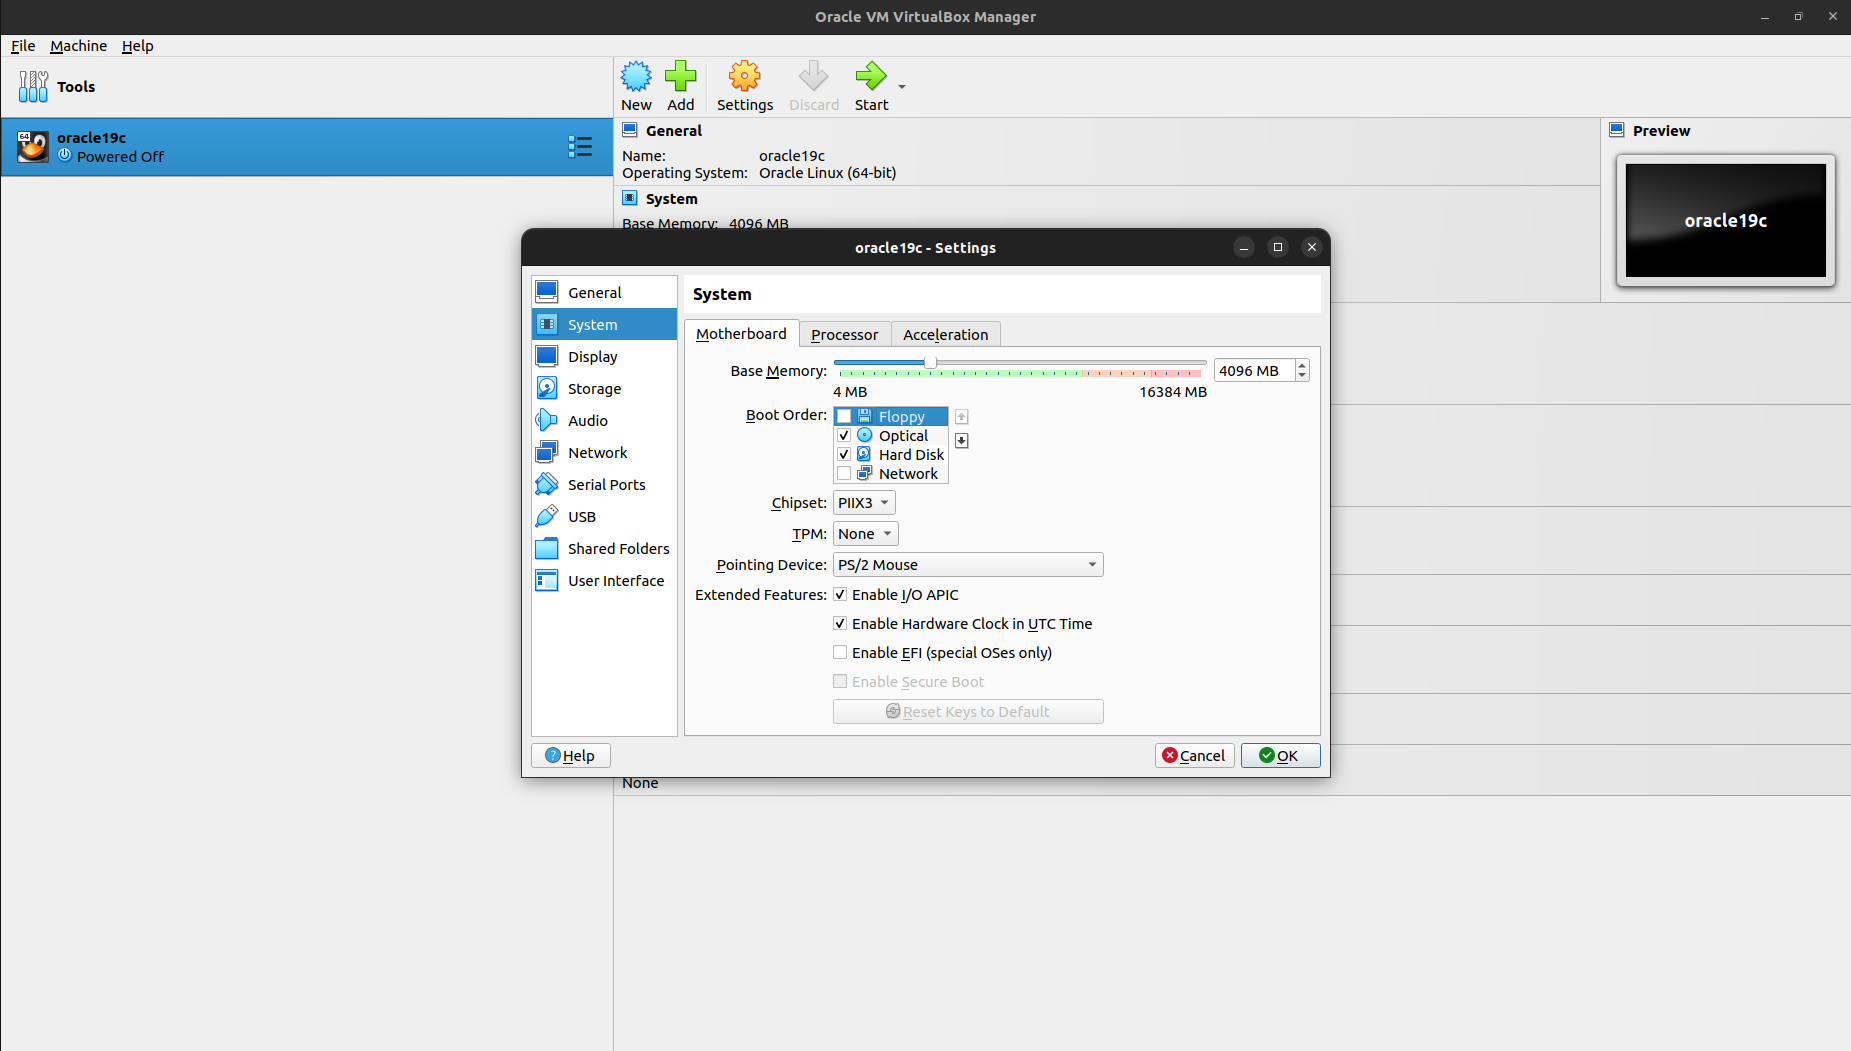 Oracle VM VirtualBox Manager
File Machine Help
Tools
New Add Settings Discard Start
64 oracle19c
Powered Off
General
Name: oracle19c
Operating System: Oracle Linux (64-bit)
System
Base Memory: 4096 MB
Preview
oracle19c
oracle19c - Settings
General
System
Display
Storage
Audio
Network
Serial Ports
USB
Shared Folders
User Interface
System
Motherboard Processor Acceleration
Base Memory: 4096 MB
4 MB 16384 MB
Boot Order: Floppy
Optical
Hard Disk
Network
Chipset: PIIX3
TPM: None
Pointing Device: PS/2 Mouse
Extended Features: Enable I/O APIC
Enable Hardware Clock in UTC Time
Enable EFI (special OSes only)
Enable Secure Boot
Reset Keys to Default
Help Cancel OK
None